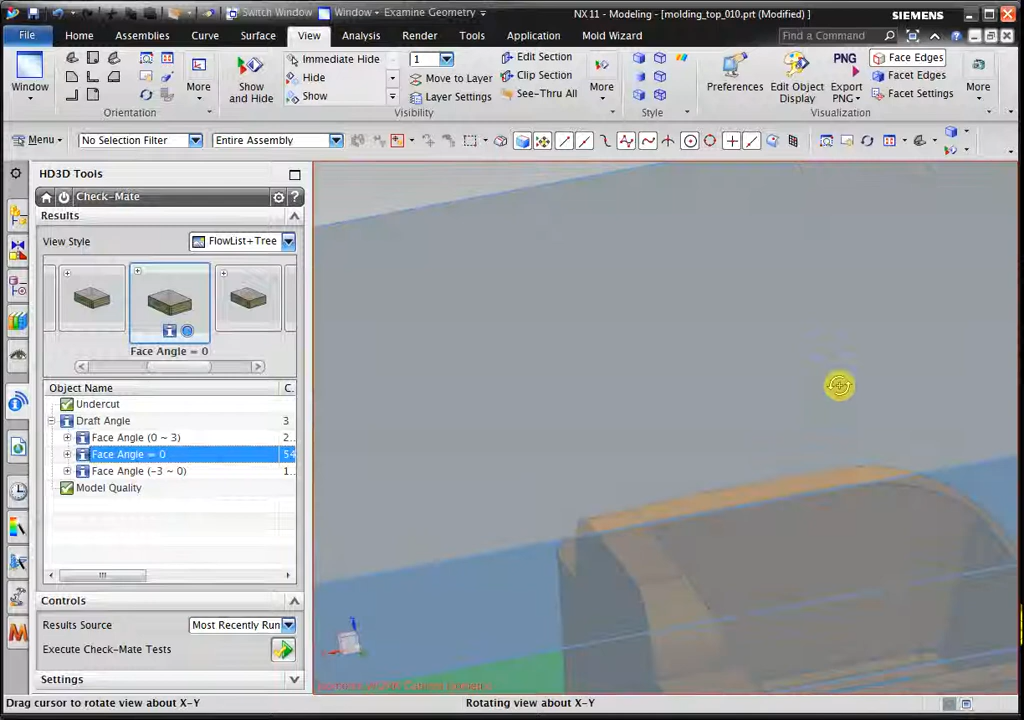 Switch Window Window - Examine Geometry
NX 11 - Modeling - [molding_top_010.prt (Modified) ]
SIEMENS
File Home Assemblies Curve Surface View Analysis Render Tools Application Mold Wizard
Find a Command
Window
More
Orientation
Show and Hide
Immediate Hide
Hide
Show
1
Move to Layer
Layer Settings
Edit Section
Clip Section
See-Thru All
More
Visibility
Style
Preferences
Edit Object Display
PNG
Export PNG
Face Edges
Facet Edges
Facet Settings
More
Visualization
Menu
No Selection Filter
Entire Assembly
HD3D Tools
Check-Mate
?
Results
View Style
FlowList+Tree
Face Angle = 0
Object Name C.
Undercut
Draft Angle 3
Face Angle (0 ~ 3) 2..
Face Angle = 0 54
Face Angle (-3 ~ 0) 1..
Model Quality
Controls
Results Source
Most Recently Run
Execute Check-Mate Tests
Settings
Drag cursor to rotate view about X-Y
Rotating view about X-Y